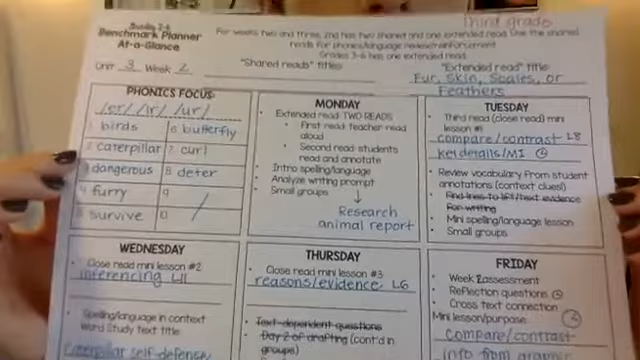 Third grade
Benchmark Planner
At-a-Glance
For weeks two and three, 2nd has two shared and one extended read. Use the shared
reads for phonics/language redelivery/reinforcement
Grades 3-6 has one extended read
Unit 3 Week 2
"Shared reads" titles
"Extended read" title
Fur, Skin, Scales, or
Feathers
PHONICS FOCUS
/er/ /ir/ /ur/
1 birds
2 caterpillar
3 dangerous
4 furry
5 survive
6 butterfly
7 curl
8 deter
9
10
MONDAY
Extended read: TWO READS
First read: teacher read
aloud
Second read: students
read and annotate
Intro spelling/language
Analyze writing prompt
Small groups
Research
animal report
TUESDAY
Third read (close read) mini
lesson #1
compare/contrast L8
key details/MI
Review vocabulary from student
annotations (context clues!)
Find lines to lift/text evidence
for writing
Mini spelling/language lesson
Small groups
WEDNESDAY
Close read mini lesson #2
inferencing L11
Spelling/language in context
Word Study text title
Caterpillar self-defense
THURSDAY
Close read mini lesson #3
reasons/evidence L6
Text-dependent questions
Day 2 of drafting (cont'd in
groups)
FRIDAY
Week 2 assessment
Reflection questions
Cross text connection
Mini lesson/purpose:
compare/contrast
info from